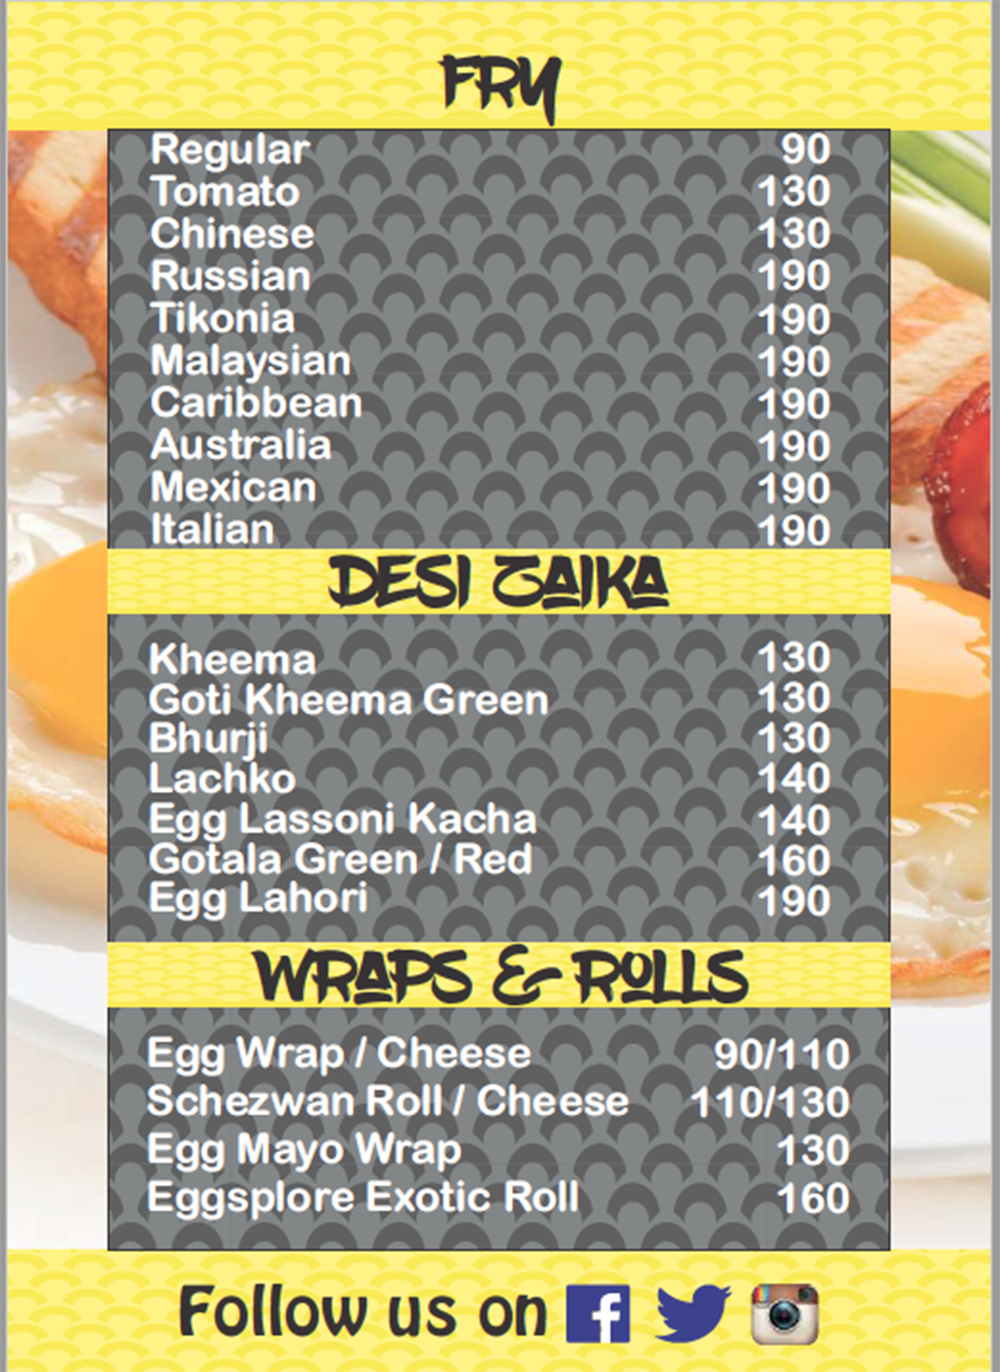 FRY
Regular 90
Tomato 130
Chinese 130
Russian 190
Tikonia 190
Malaysian 190
Caribbean 190
Australia 190
Mexican 190
Italian 190
DESI ZAIKA
Kheema 130
Goti Kheema Green 130
Bhurji 130
Lachko 140
Egg Lassoni Kacha 140
Gotala Green / Red 160
Egg Lahori 190
WRAPS & ROLLS
Egg Wrap / Cheese 90/110
Schezwan Roll / Cheese 110/130
Egg Mayo Wrap 130
Eggsplore Exotic Roll 160
Follow us on